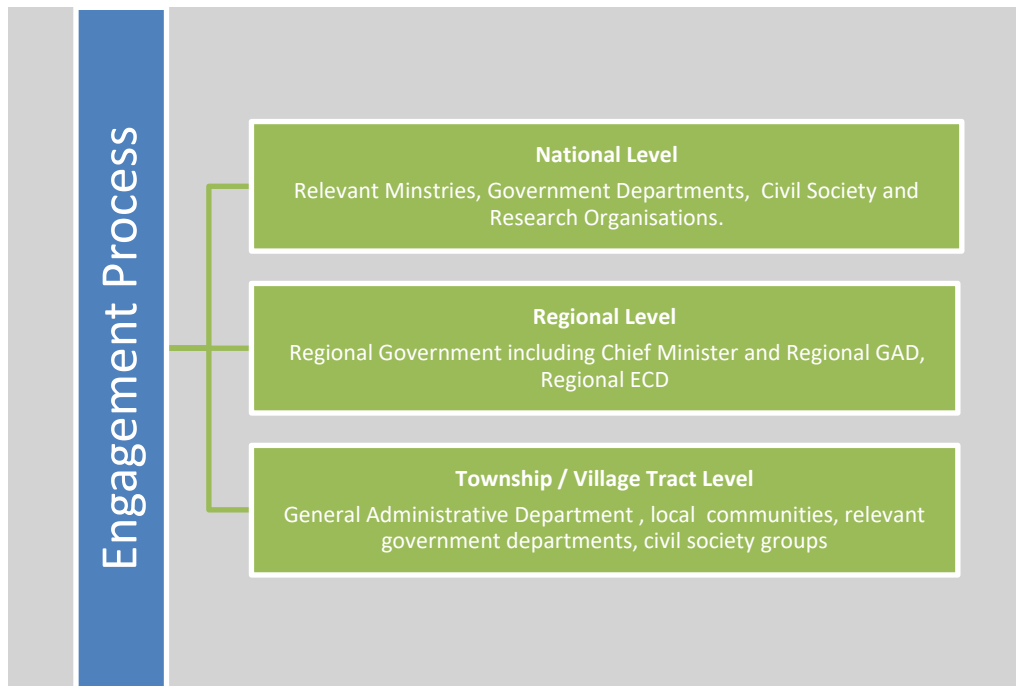 Engagement Process
National Level
Relevant Minstries, Government Departments,  Civil Society and
Research Organisations.
Regional Level
Regional Government including Chief Minister and Regional GAD,
Regional ECD
Township / Village Tract Level
General Administrative Department , local  communities, relevant
government departments, civil society groups